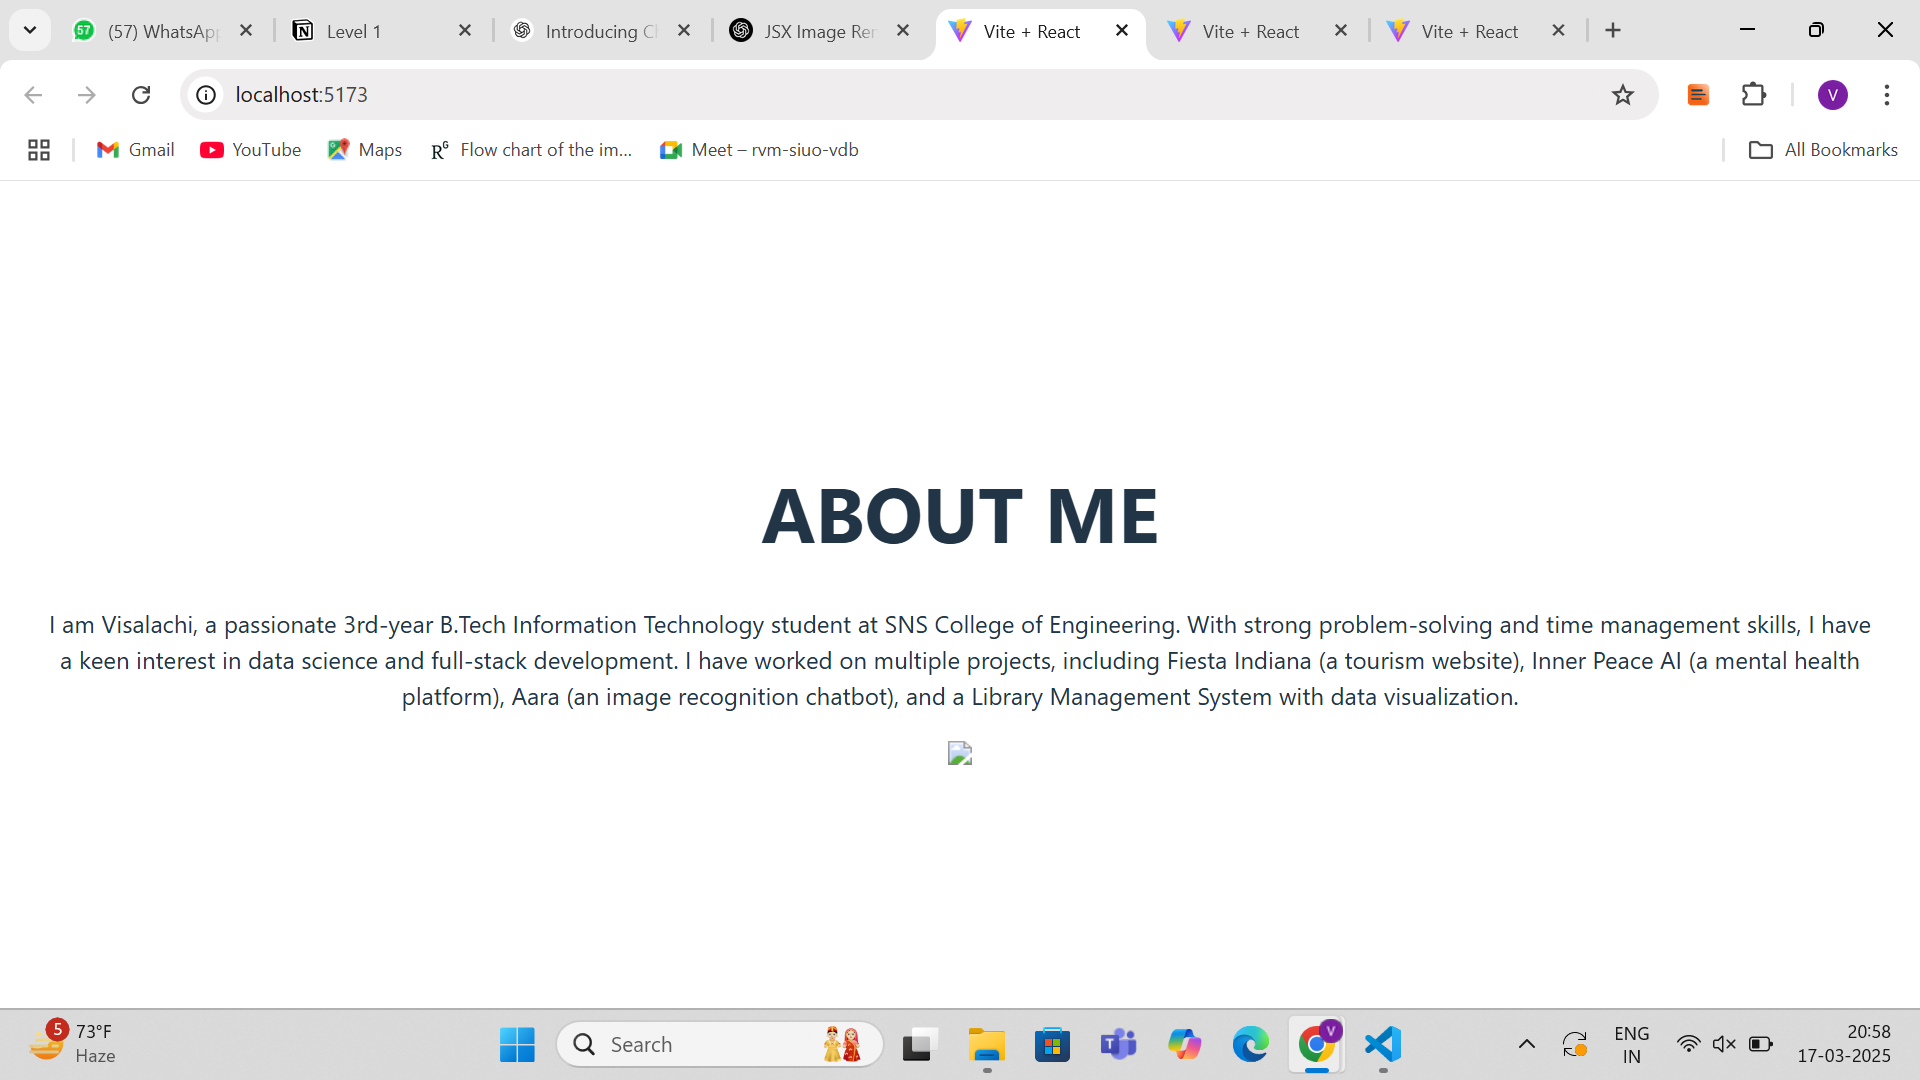 57
(57) WhatsApp
Level 1
Introducing Ch
JSX Image Ren
Vite + React
Vite + React
Vite + React
localhost:5173
V
Gmail
YouTube
Maps
RG
Flow chart of the im...
Meet – rvm-siuo-vdb
All Bookmarks
ABOUT ME
I am Visalachi, a passionate 3rd-year B.Tech Information Technology student at SNS College of Engineering. With strong problem-solving and time management skills, I have
a keen interest in data science and full-stack development. I have worked on multiple projects, including Fiesta Indiana (a tourism website), Inner Peace AI (a mental health
platform), Aara (an image recognition chatbot), and a Library Management System with data visualization.
5
73°F
Haze
Search
T
V
ENG
IN
20:58
17-03-2025